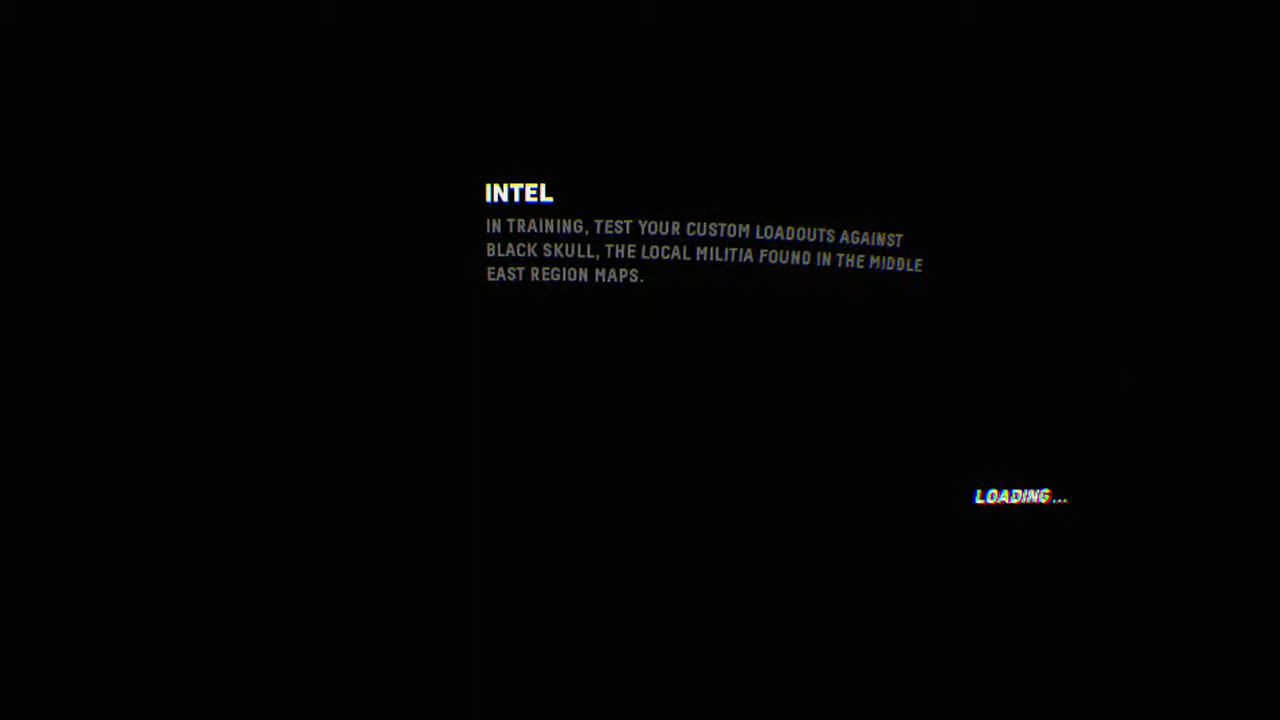 INTEL
IN TRAINING, TEST YOUR CUSTOM LOADOUTS AGAINST
BLACK SKULL, THE LOCAL MILITIA FOUND IN THE MIDDLE
EAST REGION MAPS.
LOADING...